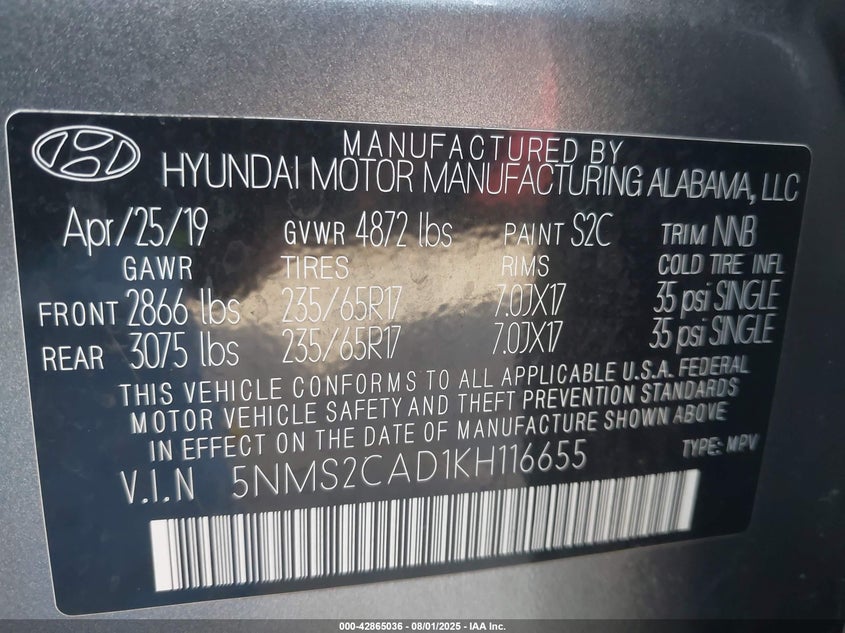 MANUFACTURED BY
HYUNDAI MOTOR MANUFACTURING ALABAMA, LLC
Apr/25/19 GVWR 4872 lbs PAINT S2C TRIM NNB
GAWR TIRES RIMS COLD TIRE INFL
FRONT 2866 lbs 235/65R17 7.0JX17 35 psi SINGLE
REAR 3075 lbs 235/65R17 7.0JX17 35 psi SINGLE
THIS VEHICLE CONFORMS TO ALL APPLICABLE U.S.A. FEDERAL
MOTOR VEHICLE SAFETY AND THEFT PREVENTION STANDARDS
IN EFFECT ON THE DATE OF MANUFACTURE SHOWN ABOVE
V.I.N 5NMS2CAD1KH116655 TYPE: MPV
000-42865036 - 08/01/2025 - IAA Inc.